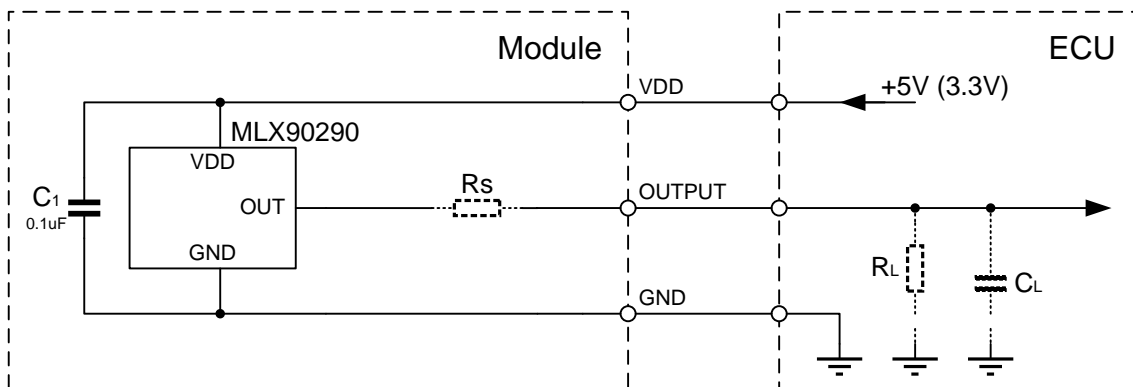 Module
ECU
VDD
+5V (3.3V)
MLX90290
VDD
C1
0.1uF
OUT
Rs
OUTPUT
GND
RL
CL
GND